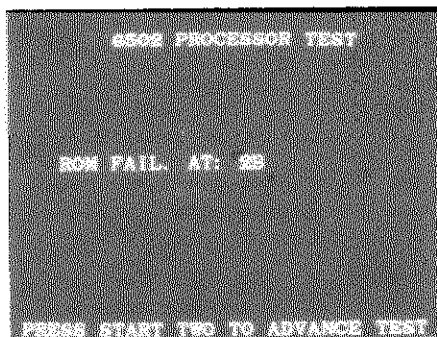 6502 PROCESSOR TEST
ROM FAIL. AT: 2B
PRESS START TWO TO ADVANCE TEST